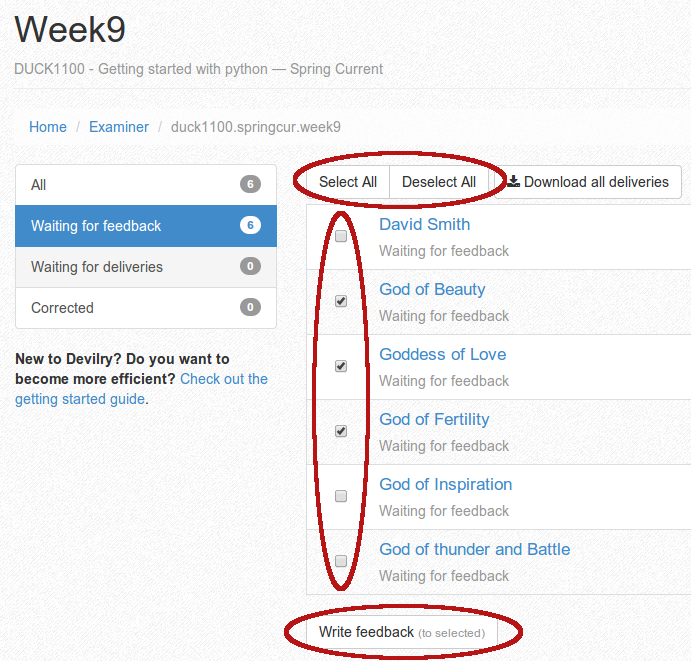 Week9
DUCK1100 - Getting started with python — Spring Current
Home / Examiner / duck1100.springcur.week9
All 6
Waiting for feedback 6
Waiting for deliveries 0
Corrected 0
New to Devilry? Do you want to
become more efficient? Check out the
getting started guide.
Select All Deselect All Download all deliveries
David Smith
Waiting for feedback
God of Beauty
Waiting for feedback
Goddess of Love
Waiting for feedback
God of Fertility
Waiting for feedback
God of Inspiration
Waiting for feedback
God of thunder and Battle
Waiting for feedback
Write feedback (to selected)